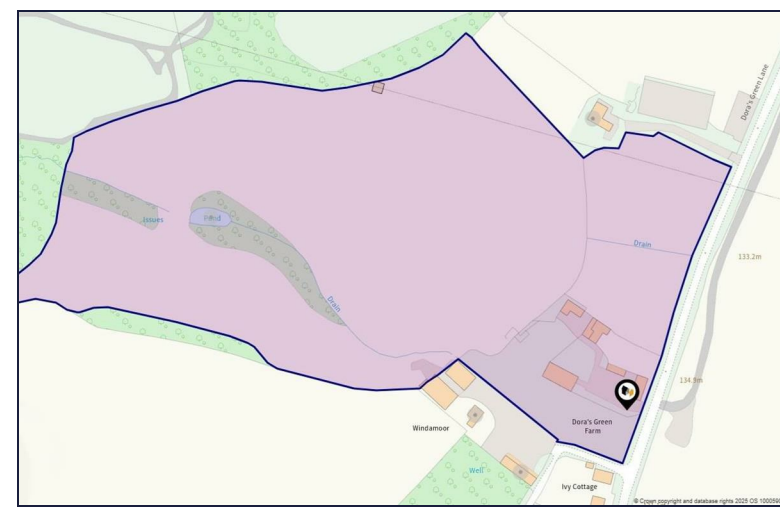 Dora's Green Lane
Issues
Pond
Drain
Drain
133.2m
134.9m
Dora's Green
Farm
Windamoor
Well
Ivy Cottage
© Crown copyright and database rights 2025 OS